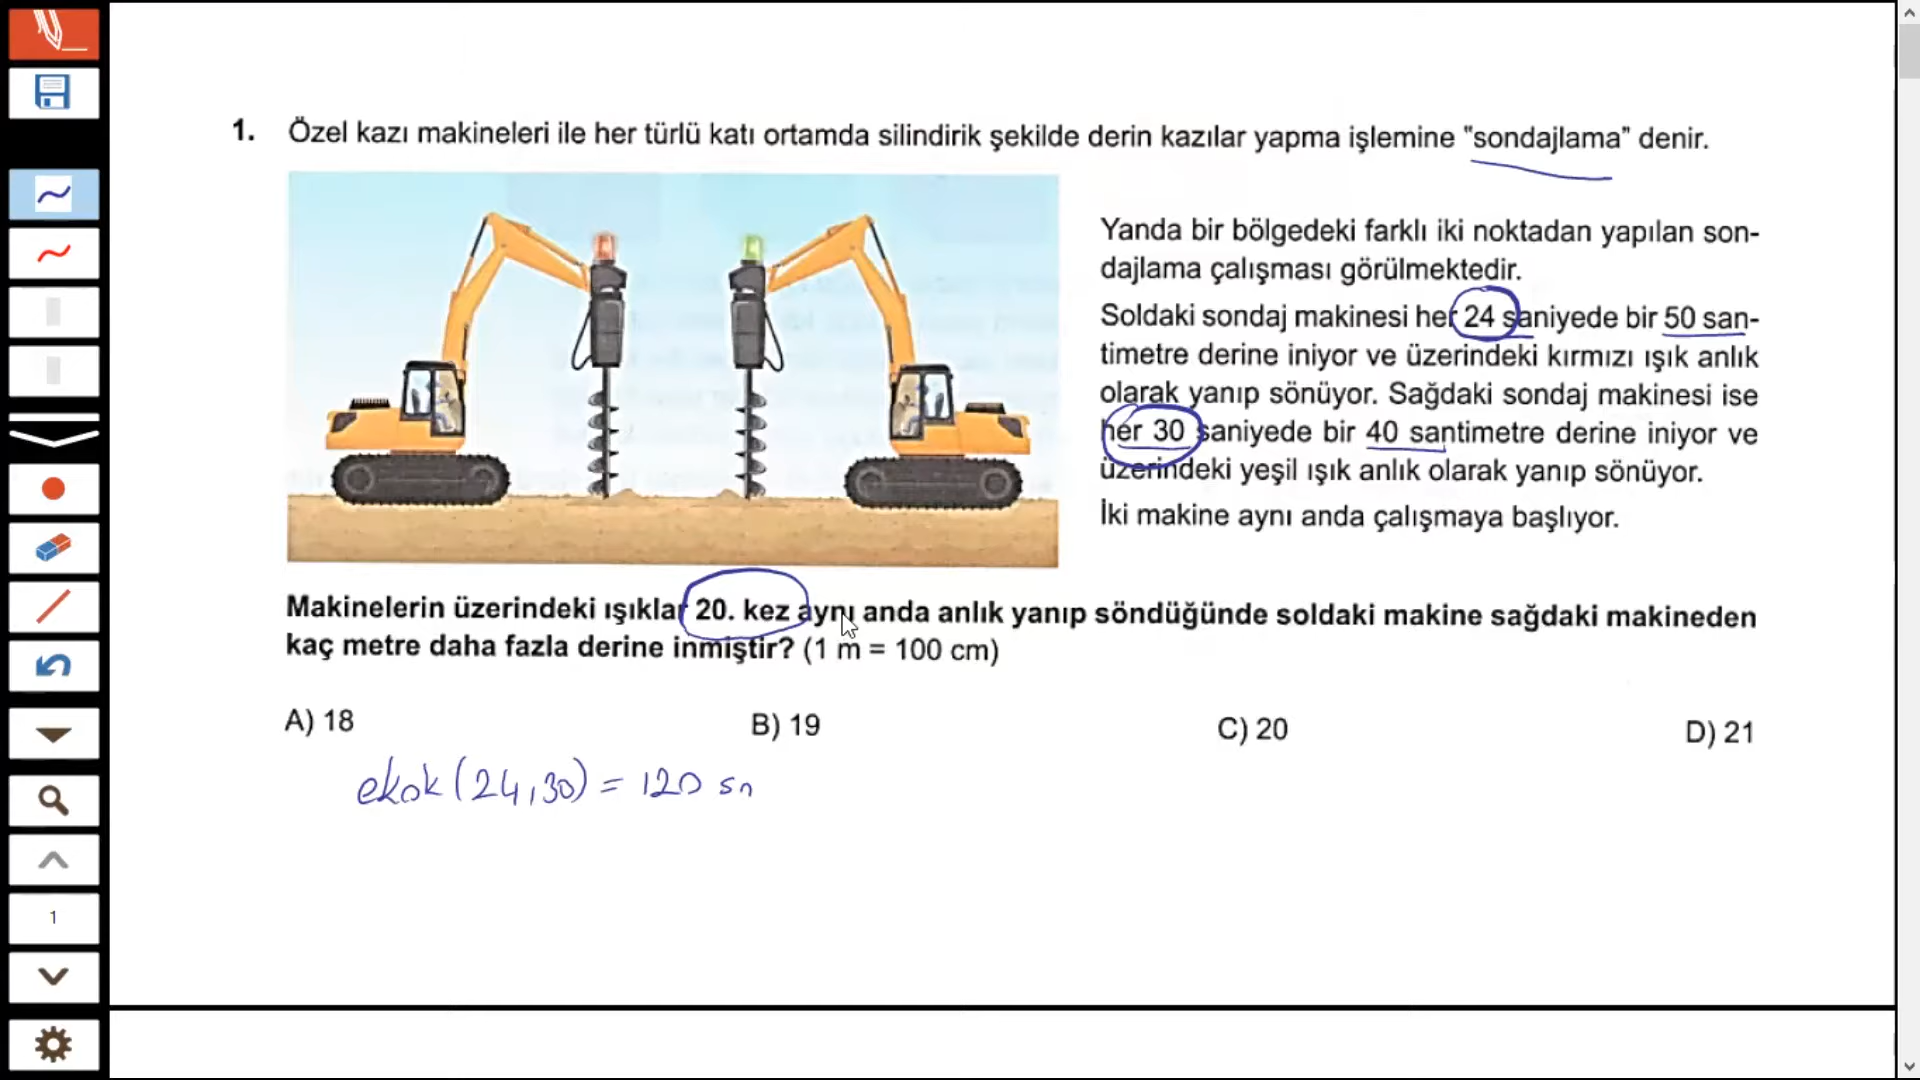 1. Özel kazı makineleri ile her türlü katı ortamda silindirik şekilde derin kazılar yapma işlemine "sondajlama" denir.
Yanda bir bölgedeki farklı iki noktadan yapılan son-
dajlama çalışması görülmektedir.
Soldaki sondaj makinesi her 24 saniyede bir 50 san-
timetre derine iniyor ve üzerindeki kırmızı ışık anlık
olarak yanıp sönüyor. Sağdaki sondaj makinesi ise
her 30 saniyede bir 40 santimetre derine iniyor ve
üzerindeki yeşil ışık anlık olarak yanıp sönüyor.
İki makine aynı anda çalışmaya başlıyor.
Makinelerin üzerindeki ışıklar 20. kez aynı anda anlık yanıp söndüğünde soldaki makine sağdaki makineden
kaç metre daha fazla derine inmiştir? (1 m = 100 cm)
A) 18 B) 19 C) 20 D) 21
ekok (24,30) = 120 sn
1